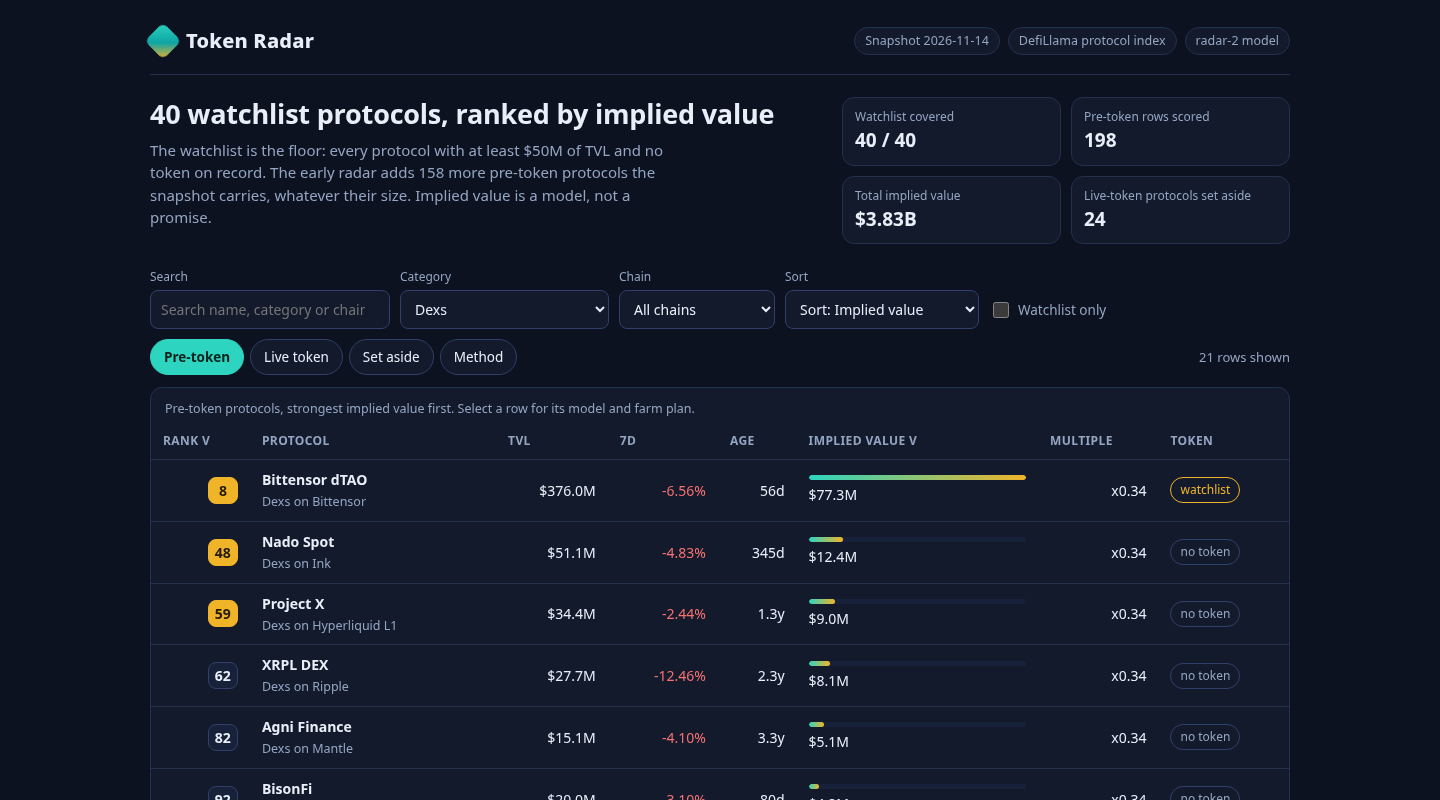 Token Radar
Snapshot 2026-11-14
DefiLlama protocol index
radar-2 model
40 watchlist protocols, ranked by implied value
The watchlist is the floor: every protocol with at least $50M of TVL and no
token on record. The early radar adds 158 more pre-token protocols the
snapshot carries, whatever their size. Implied value is a model, not a
promise.
Watchlist covered
40 / 40
Pre-token rows scored
198
Total implied value
$3.83B
Live-token protocols set aside
24
Search
Category
Chain
Sort
Search name, category or chair
Dexs
All chains
Sort: Implied value
Watchlist only
Pre-token
Live token
Set aside
Method
21 rows shown
Pre-token protocols, strongest implied value first. Select a row for its model and farm plan.
RANK V PROTOCOL TVL 7D AGE IMPLIED VALUE V MULTIPLE TOKEN
8 Bittensor dTAO $376.0M -6.56% 56d $77.3M x0.34 watchlist
Dexs on Bittensor
48 Nado Spot $51.1M -4.83% 345d $12.4M x0.34 no token
Dexs on Ink
59 Project X $34.4M -2.44% 1.3y $9.0M x0.34 no token
Dexs on Hyperliquid L1
62 XRPL DEX $27.7M -12.46% 2.3y $8.1M x0.34 no token
Dexs on Ripple
82 Agni Finance $15.1M -4.10% 3.3y $5.1M x0.34 no token
Dexs on Mantle
BisonFi